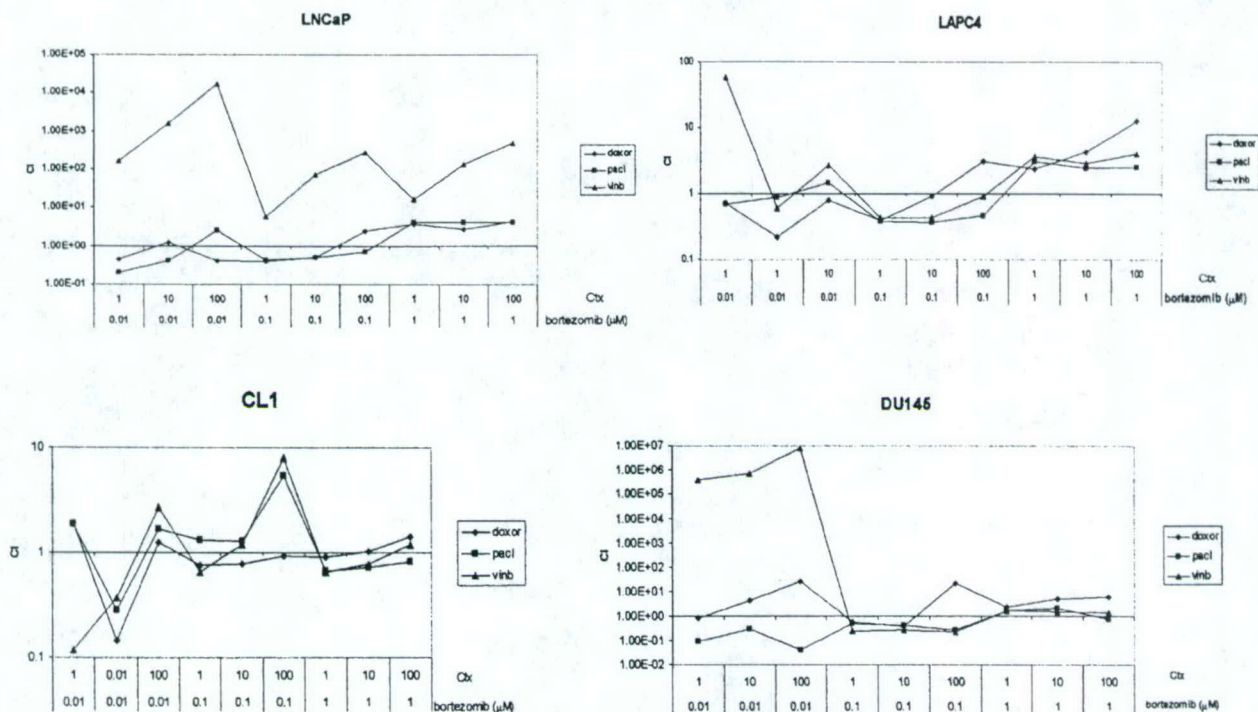 LNCaP
1.00E+05
1.00E+04
1.00E+03
1.00E+02
1.00E+01
1.00E+00
1.00E-01
CI
doxor
pacl
vinb
1 10 100 1 10 100 1 10 100 Ctx
0.01 0.01 0.01 0.1 0.1 0.1 1 1 1 bortezomib (µM)
LAPC4
100
10
1
0.1
CI
doxor
pacl
vinb
1 1 10 1 10 100 1 10 100 Ctx
0.01 0.01 0.01 0.1 0.1 0.1 1 1 1 bortezomib (µM)
CL1
10
1
0.1
CI
doxor
pacl
vinb
1 0.01 100 1 10 100 1 10 100 Ctx
0.01 0.01 0.01 0.1 0.1 0.1 1 1 1 bortezomib (µM)
DU145
1.00E+07
1.00E+06
1.00E+05
1.00E+04
1.00E+03
1.00E+02
1.00E+01
1.00E+00
1.00E-01
1.00E-02
CI
doxor
pacl
vinb
1 10 100 1 10 100 1 10 100 Ctx
0.01 0.01 0.01 0.1 0.1 0.1 1 1 1 bortezomib (µM)